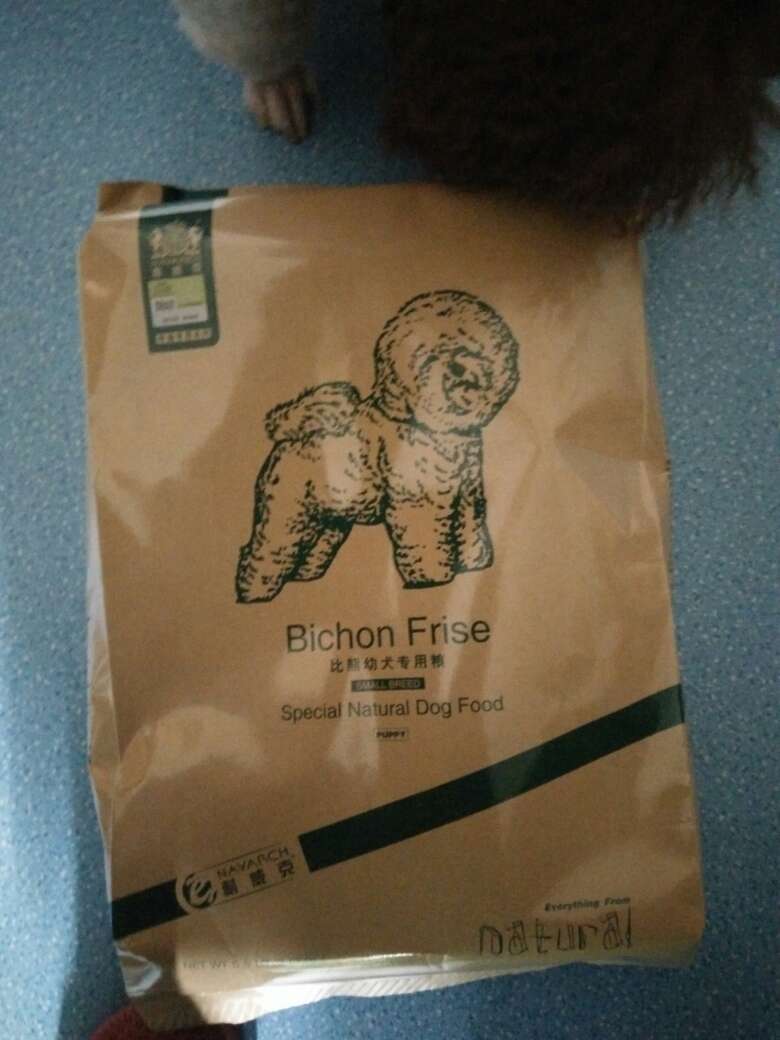 Bichon Frise
比熊幼犬专用粮
SMALL BREED
Special Natural Dog Food
PUPPY
NAVARCH
耐威克
Everything From
natural